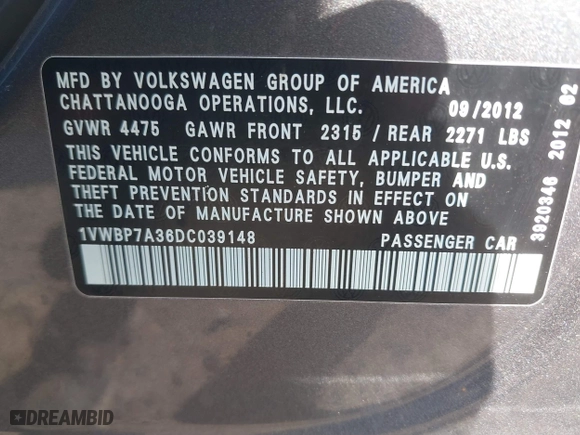 MFD BY VOLKSWAGEN GROUP OF AMERICA
CHATTANOOGA OPERATIONS, LLC. 09/2012
GVWR 4475 GAWR FRONT 2315 / REAR 2271 LBS
THIS VEHICLE CONFORMS TO ALL APPLICABLE U.S.
FEDERAL MOTOR VEHICLE SAFETY, BUMPER AND
THEFT PREVENTION STANDARDS IN EFFECT ON
THE DATE OF MANUFACTURE SHOWN ABOVE
1VWBP7A36DC039148 PASSENGER CAR
3920346 2012 02
DREAMBID